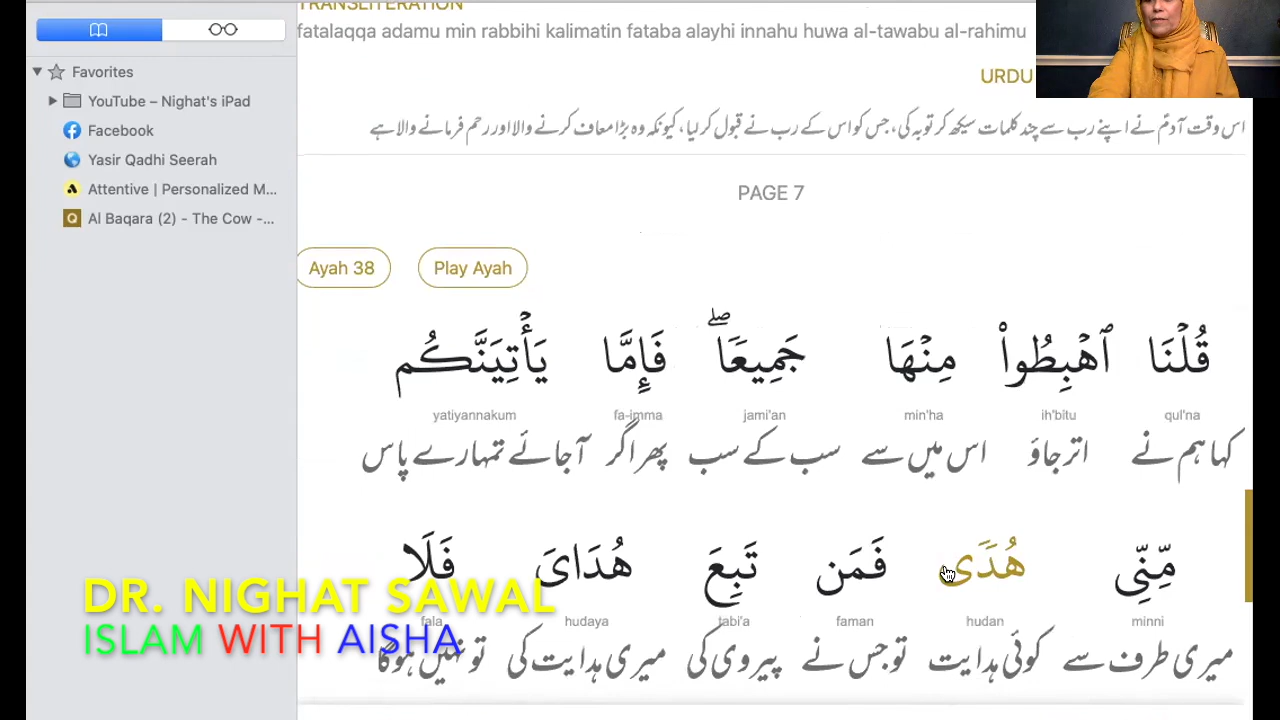 TRANSLITERATION
fatalaqqa adamu min rabbihi kalimatin fataba alayhi innahu huwa al-tawabu al-rahimu
URDU
اس وقت آدمؑ نے اپنے رب سے چند کلمات سیکھ کر توبہ کی، جس کو اس کے رب نے قبول کر لیا، کیونکہ وہ بڑا معاف کرنے والا اور رحم فرمانے والا ہے
PAGE 7
Favorites
YouTube – Nighat's iPad
Facebook
Yasir Qadhi Seerah
Attentive | Personalized M...
Al Baqara (2) - The Cow -...
Ayah 38
Play Ayah
قُلْنَا ٱهْبِطُوا۟ مِنْهَا جَمِيعًا ۖ فَإِمَّا يَأْتِيَنَّكُم
qul'na ih'bitu min'ha jami'an fa-imma yatiyannakum
کہا ہم نے اتر جاؤ اس میں سے سب کے سب پھر اگر آجائے تمہارے پاس
مِّنِّى هُدًى فَمَن تَبِعَ هُدَاىَ فَلَا
minni hudan faman tabi'a hudaya fala
میری طرف سے کوئی ہدایت تو جس نے پیروی کی میری ہدایت کی تو نہیں ہوگا
DR. NIGHAT SAWAL
ISLAM WITH AISHA